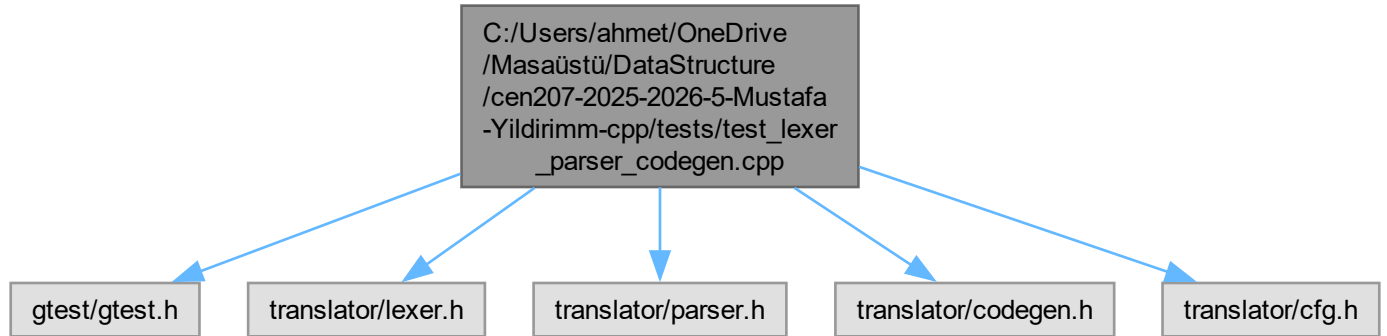 C:/Users/ahmet/OneDrive
/Masaüstü/DataStructure
/cen207-2025-2026-5-Mustafa
-Yildirimm-cpp/tests/test_lexer
_parser_codegen.cpp
gtest/gtest.h
translator/lexer.h
translator/parser.h
translator/codegen.h
translator/cfg.h